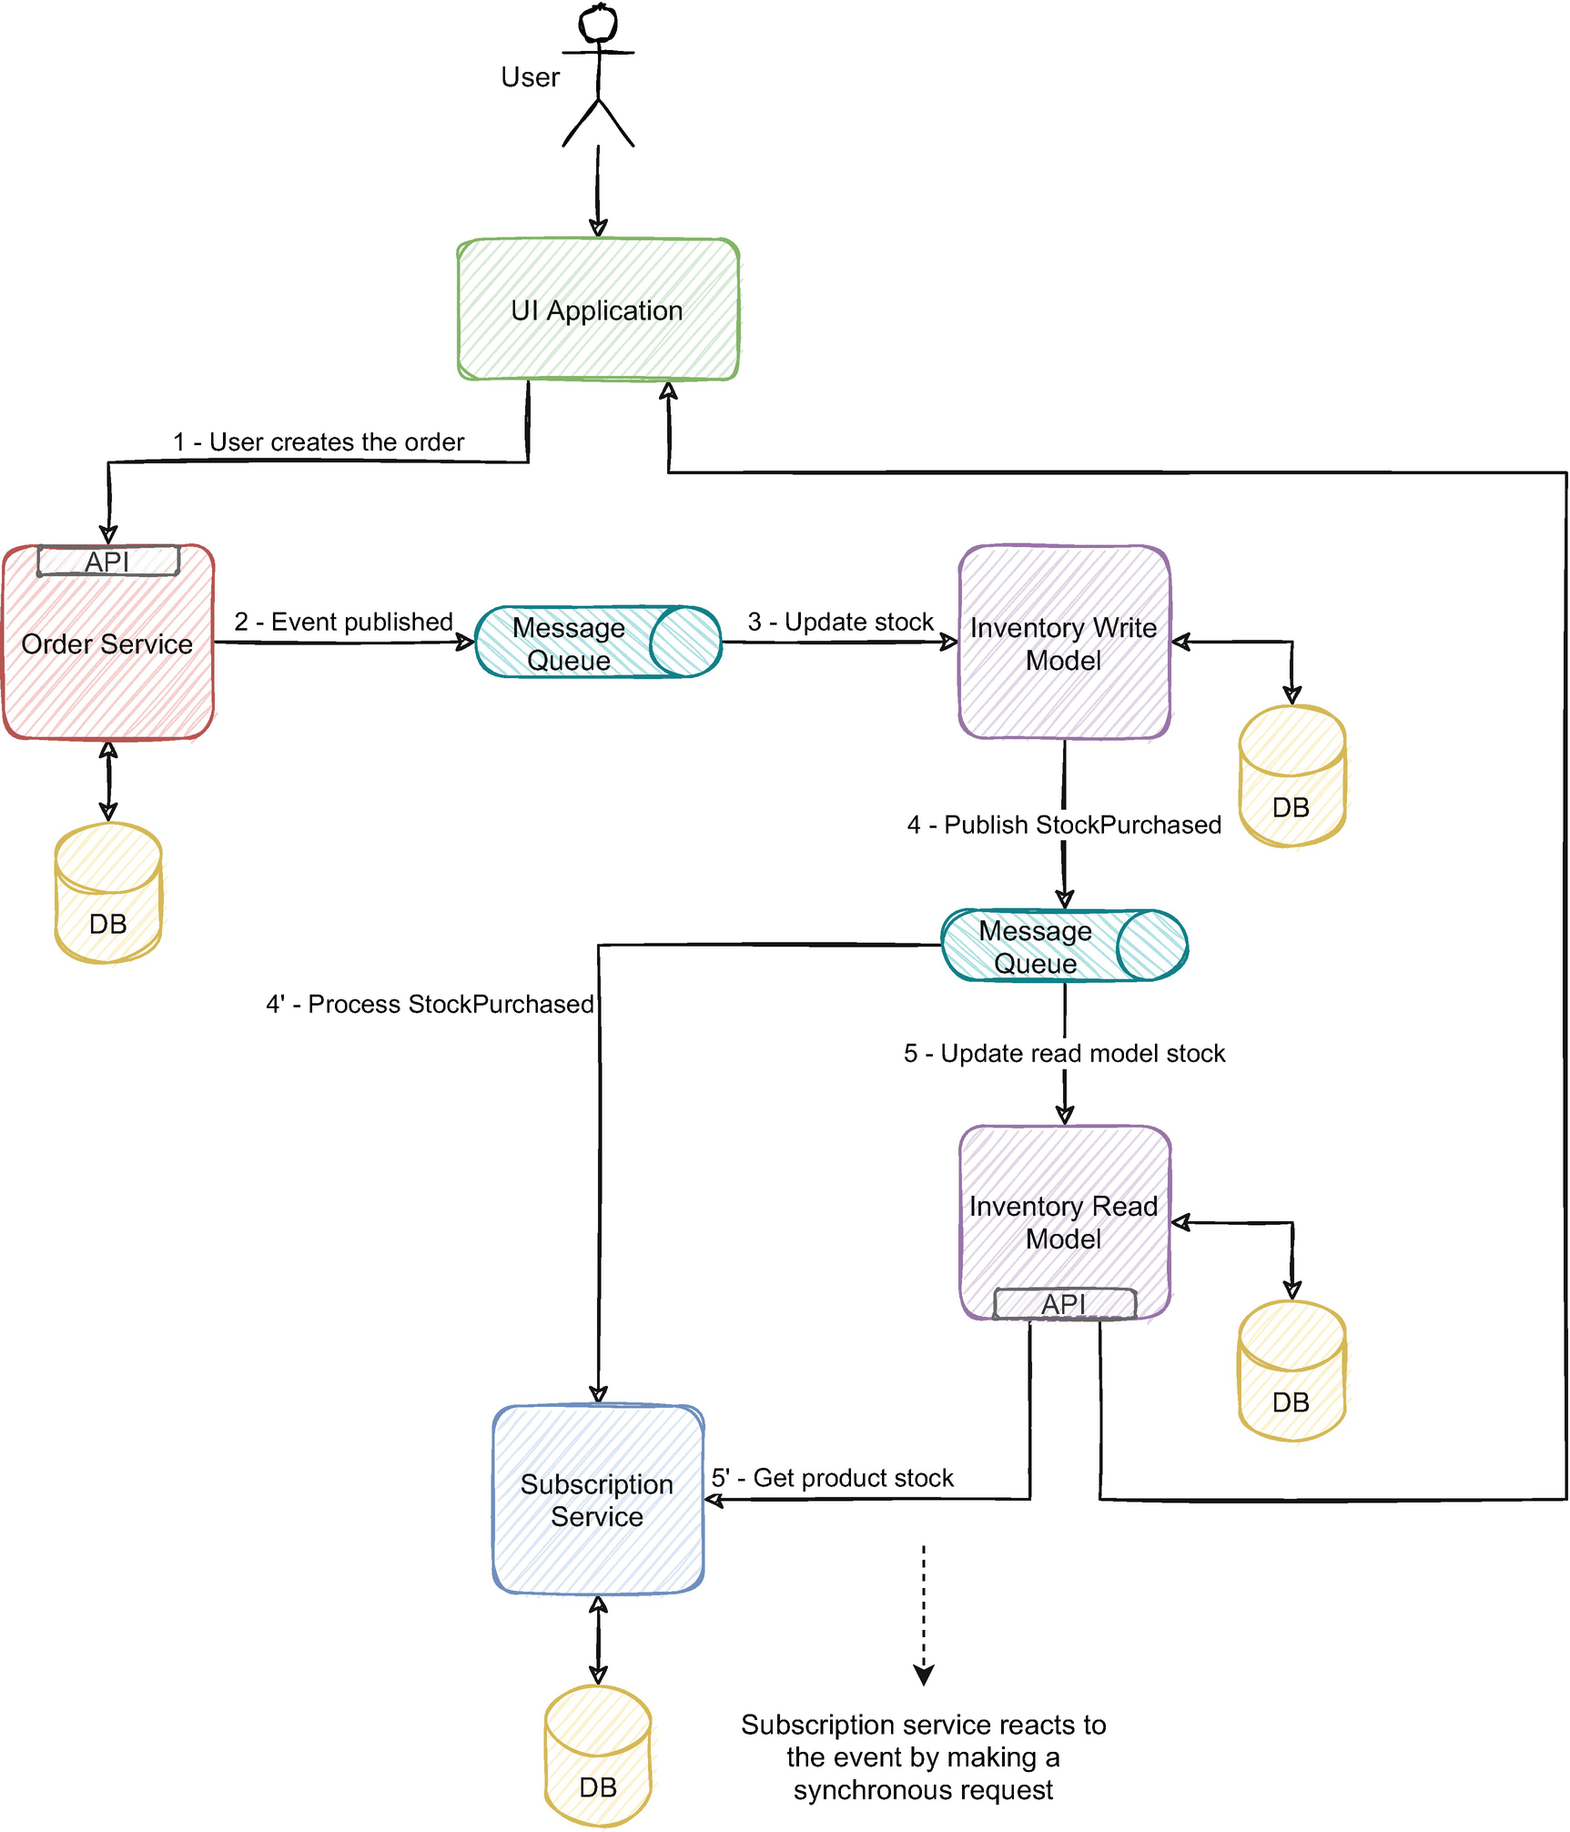 User
UI Application
1 - User creates the order
API
Order Service
2 - Event published
Message
Queue
3 - Update stock
Inventory Write
Model
DB
DB
4 - Publish StockPurchased
Message
Queue
4' - Process StockPurchased
5 - Update read model stock
Inventory Read
Model
API
DB
5' - Get product stock
Subscription
Service
DB
Subscription service reacts to
the event by making a
synchronous request